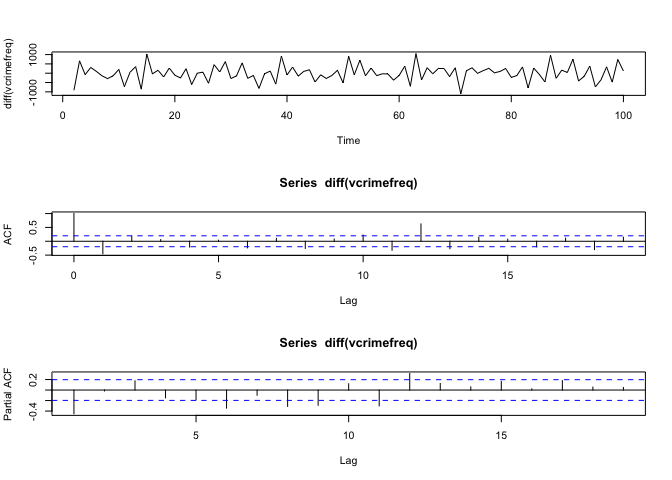 diff(vcrimefreq)
-1000
1000
0
20
40
60
80
100
Time
Series diff(vcrimefreq)
ACF
-0.5
0.5
0
5
10
15
Lag
Series diff(vcrimefreq)
Partial ACF
-0.4
0.2
5
10
15
Lag